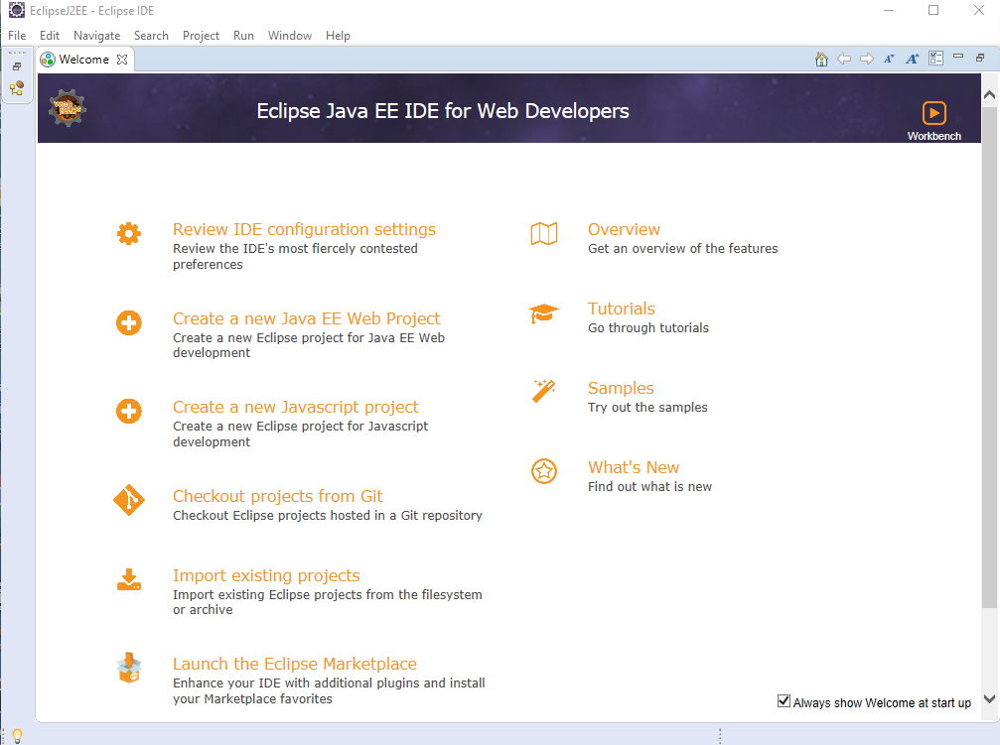 EclipseJ2EE - Eclipse IDE
File Edit Navigate Search Project Run Window Help
Welcome
Eclipse Java EE IDE for Web Developers
Workbench
Review IDE configuration settings
Review the IDE's most fiercely contested
preferences
Create a new Java EE Web Project
Create a new Eclipse project for Java EE Web
development
Create a new Javascript project
Create a new Eclipse project for Javascript
development
Checkout projects from Git
Checkout Eclipse projects hosted in a Git repository
Import existing projects
Import existing Eclipse projects from the filesystem
or archive
Launch the Eclipse Marketplace
Enhance your IDE with additional plugins and install
your Marketplace favorites
Overview
Get an overview of the features
Tutorials
Go through tutorials
Samples
Try out the samples
What's New
Find out what is new
Always show Welcome at start up